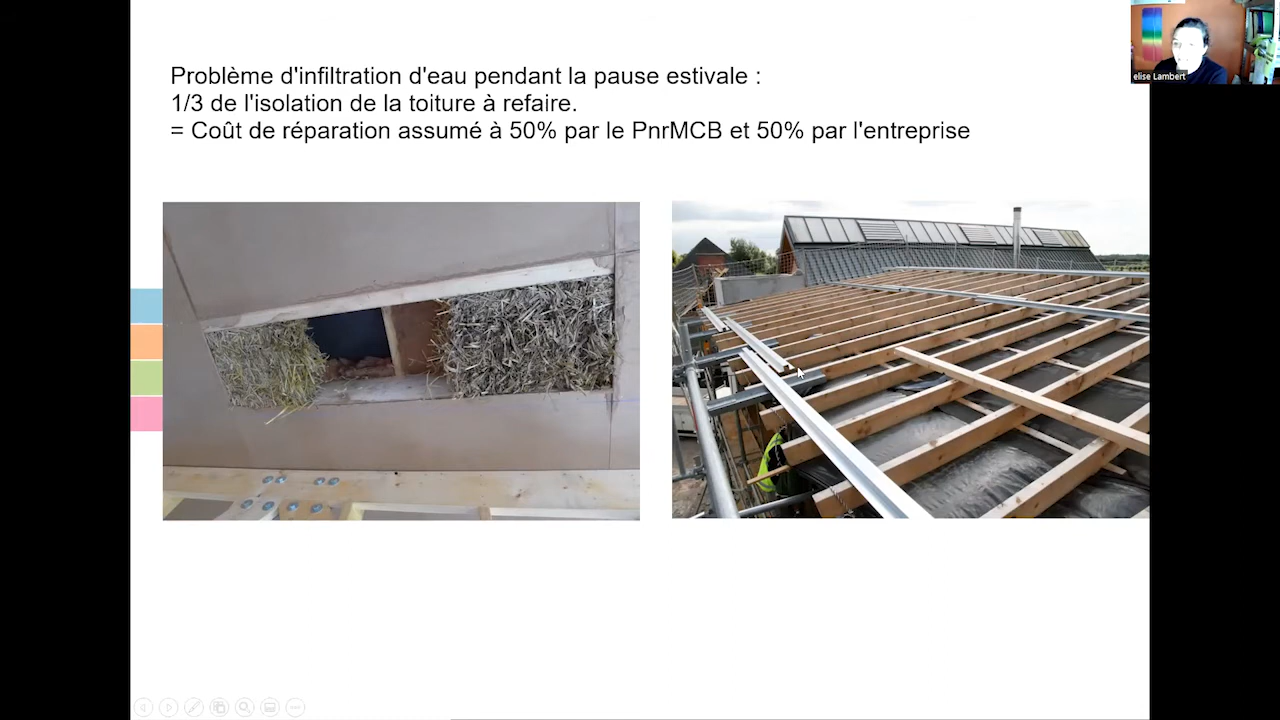 Problème d'infiltration d'eau pendant la pause estivale :
1/3 de l'isolation de la toiture à refaire.
= Coût de réparation assumé à 50% par le PnrMCB et 50% par l'entreprise
elise Lambert